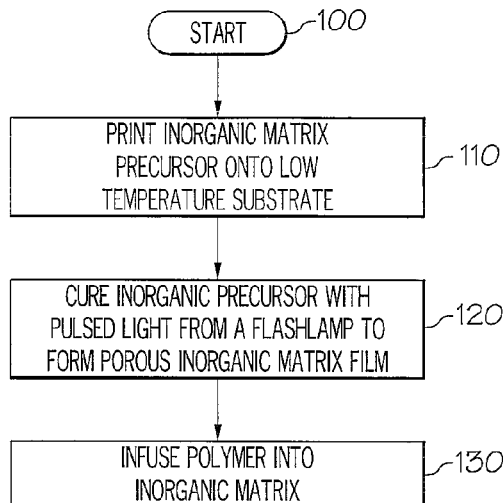 START
100
PRINT INORGANIC MATRIX
PRECURSOR ONTO LOW
TEMPERATURE SUBSTRATE
110
CURE INORGANIC PRECURSOR WITH
PULSED LIGHT FROM A FLASHLAMP TO
FORM POROUS INORGANIC MATRIX FILM
120
INFUSE POLYMER INTO
INORGANIC MATRIX
130